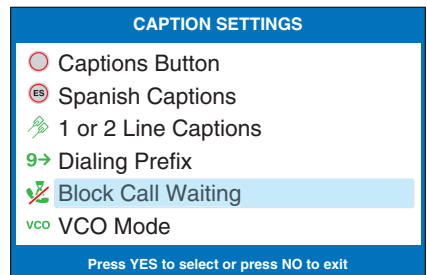 CAPTION SETTINGS
Captions Button
ES Spanish Captions
1 or 2 Line Captions
9→ Dialing Prefix
Block Call Waiting
VCO VCO Mode
Press YES to select or press NO to exit